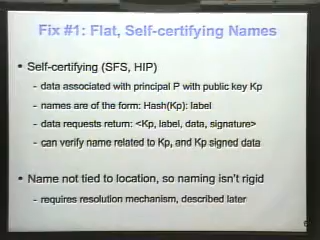 Fix #1: Flat, Self-certifying Names
• Self-certifying (SFS, HIP)
- data associated with principal P with public key Kp
- names are of the form: Hash(Kp): label
- data requests return: <Kp, label, data, signature>
- can verify name related to Kp, and Kp signed data
• Name not tied to location, so naming isn't rigid
- requires resolution mechanism, described later
6